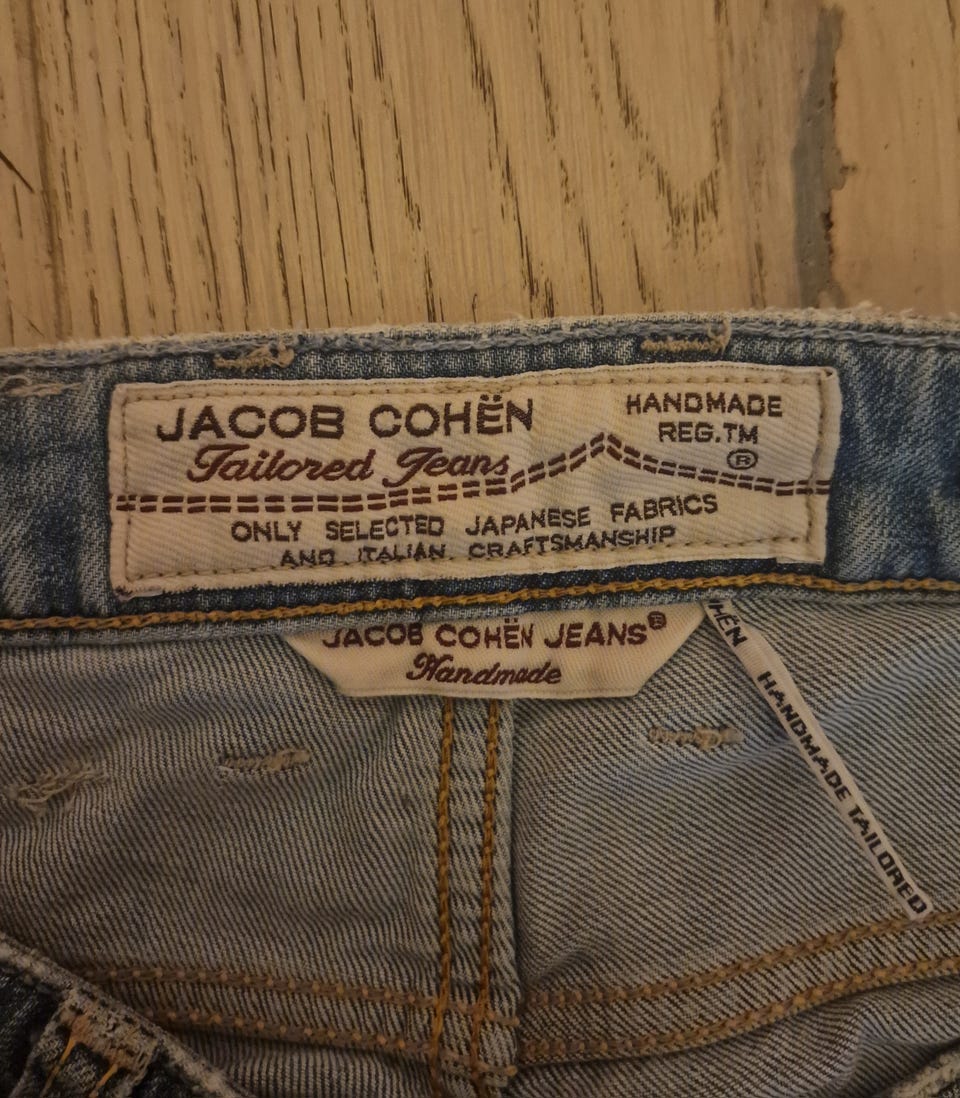 JACOB COHËN
Tailored Jeans
HANDMADE
REG.TM
®
ONLY SELECTED JAPANESE FABRICS
AND ITALIAN CRAFTSMANSHIP
JACOB COHËN JEANS®
Handmade
HËN HANDMADE TAILORED